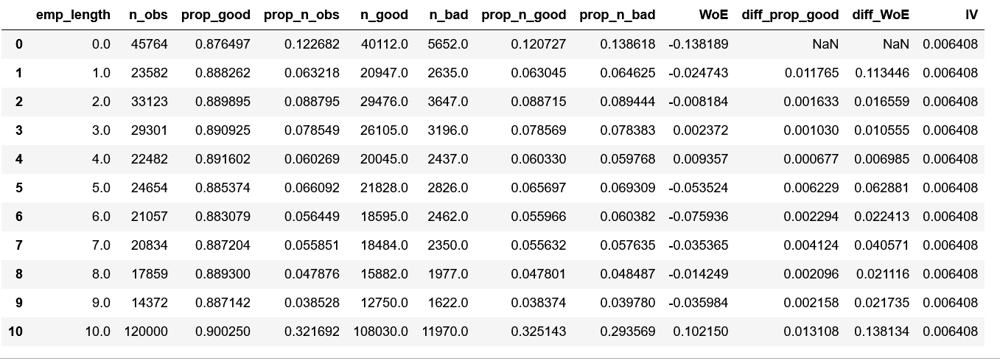 emp_length n_obs prop_good prop_n_obs n_good n_bad prop_n_good prop_n_bad WoE diff_prop_good diff_WoE IV
0 0.0 45764 0.876497 0.122682 40112.0 5652.0 0.120727 0.138618 -0.138189 NaN NaN 0.006408
1 1.0 23582 0.888262 0.063218 20947.0 2635.0 0.063045 0.064625 -0.024743 0.011765 0.113446 0.006408
2 2.0 33123 0.889895 0.088795 29476.0 3647.0 0.088715 0.089444 -0.008184 0.001633 0.016559 0.006408
3 3.0 29301 0.890925 0.078549 26105.0 3196.0 0.078569 0.078383 0.002372 0.001030 0.010555 0.006408
4 4.0 22482 0.891602 0.060269 20045.0 2437.0 0.060330 0.059768 0.009357 0.000677 0.006985 0.006408
5 5.0 24654 0.885374 0.066092 21828.0 2826.0 0.065697 0.069309 -0.053524 0.006229 0.062881 0.006408
6 6.0 21057 0.883079 0.056449 18595.0 2462.0 0.055966 0.060382 -0.075936 0.002294 0.022413 0.006408
7 7.0 20834 0.887204 0.055851 18484.0 2350.0 0.055632 0.057635 -0.035365 0.004124 0.040571 0.006408
8 8.0 17859 0.889300 0.047876 15882.0 1977.0 0.047801 0.048487 -0.014249 0.002096 0.021116 0.006408
9 9.0 14372 0.887142 0.038528 12750.0 1622.0 0.038374 0.039780 -0.035984 0.002158 0.021735 0.006408
10 10.0 120000 0.900250 0.321692 108030.0 11970.0 0.325143 0.293569 0.102150 0.013108 0.138134 0.006408